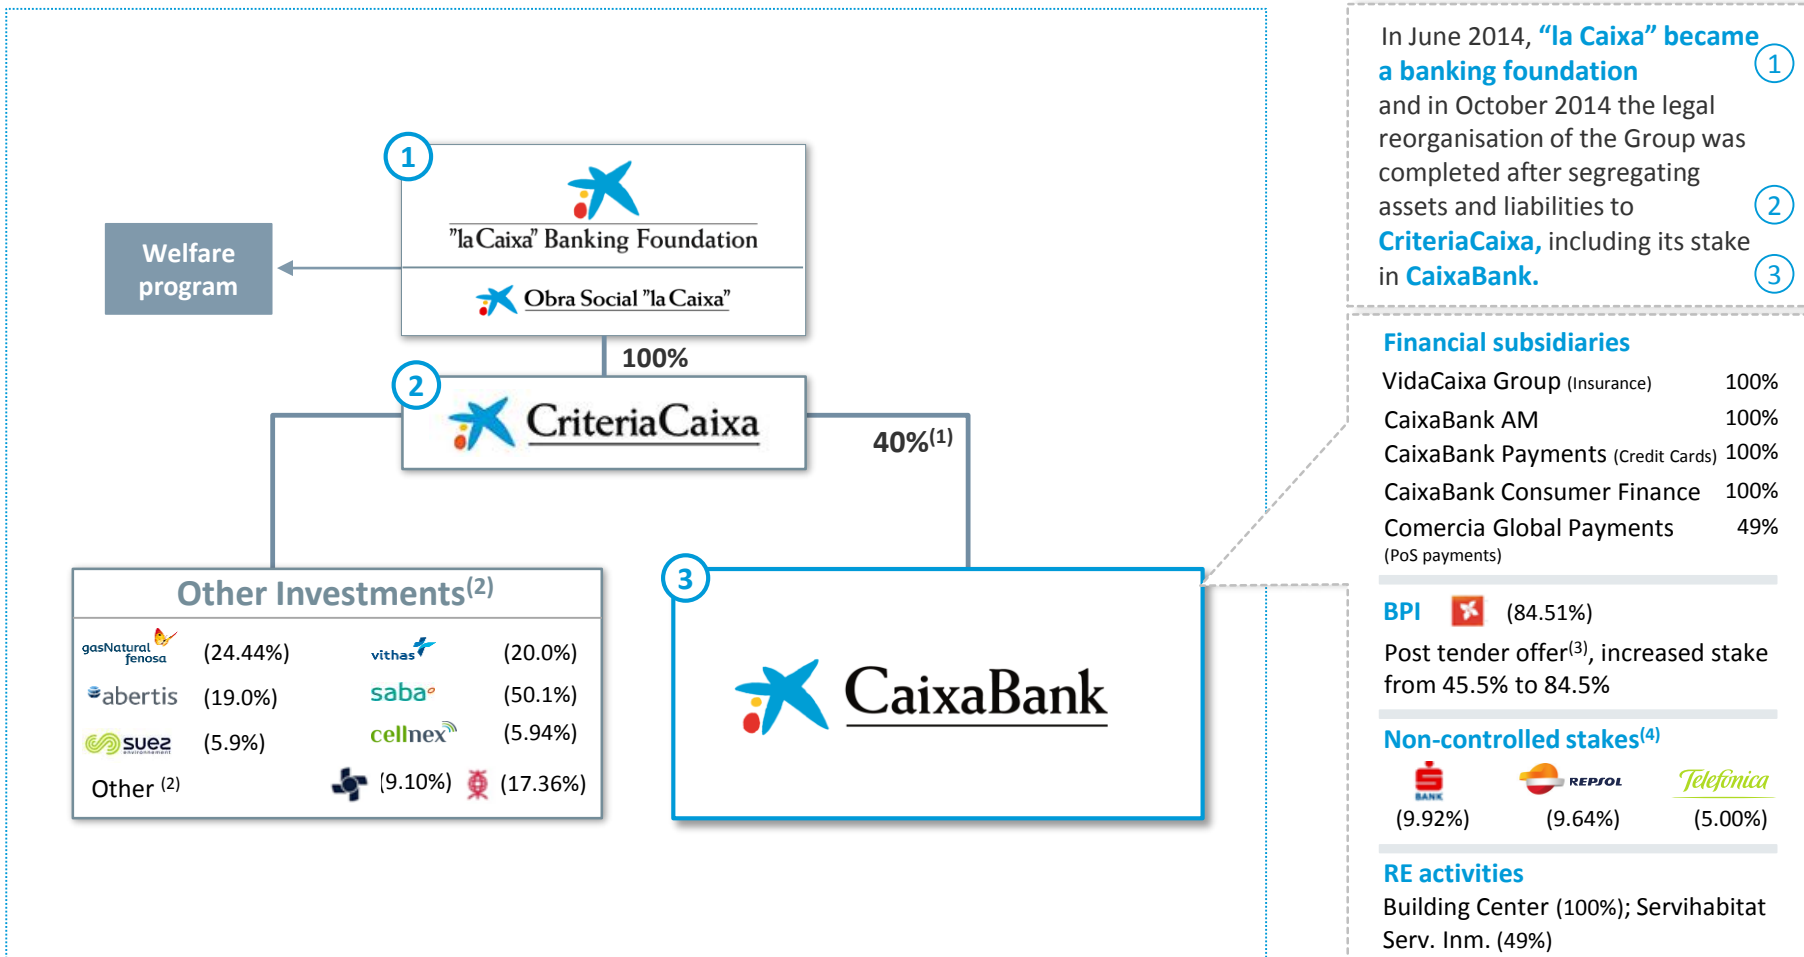 1
"la Caixa" Banking Foundation
Obra Social "la Caixa"
Welfare
program
100%
2
CriteriaCaixa
40%(1)
Other Investments(2)
gasNatural
fenosa
(24.44%)
vithas
(20.0%)
abertis
(19.0%)
saba
(50.1%)
suez
environnement
(5.9%)
cellnex
(5.94%)
Other (2)
(9.10%)
(17.36%)
3
CaixaBank
In June 2014, “la Caixa” became
a banking foundation
1
and in October 2014 the legal
reorganisation of the Group was
completed after segregating
assets and liabilities to
2
CriteriaCaixa, including its stake
in CaixaBank.
3
Financial subsidiaries
VidaCaixa Group (Insurance) 100%
CaixaBank AM 100%
CaixaBank Payments (Credit Cards) 100%
CaixaBank Consumer Finance 100%
Comercia Global Payments 49%
(PoS payments)
BPI (84.51%)
Post tender offer(3), increased stake
from 45.5% to 84.5%
Non-controlled stakes(4)
BANK
REPSOL
Telefónica
(9.92%) (9.64%) (5.00%)
RE activities
Building Center (100%); Servihabitat
Serv. Inm. (49%)